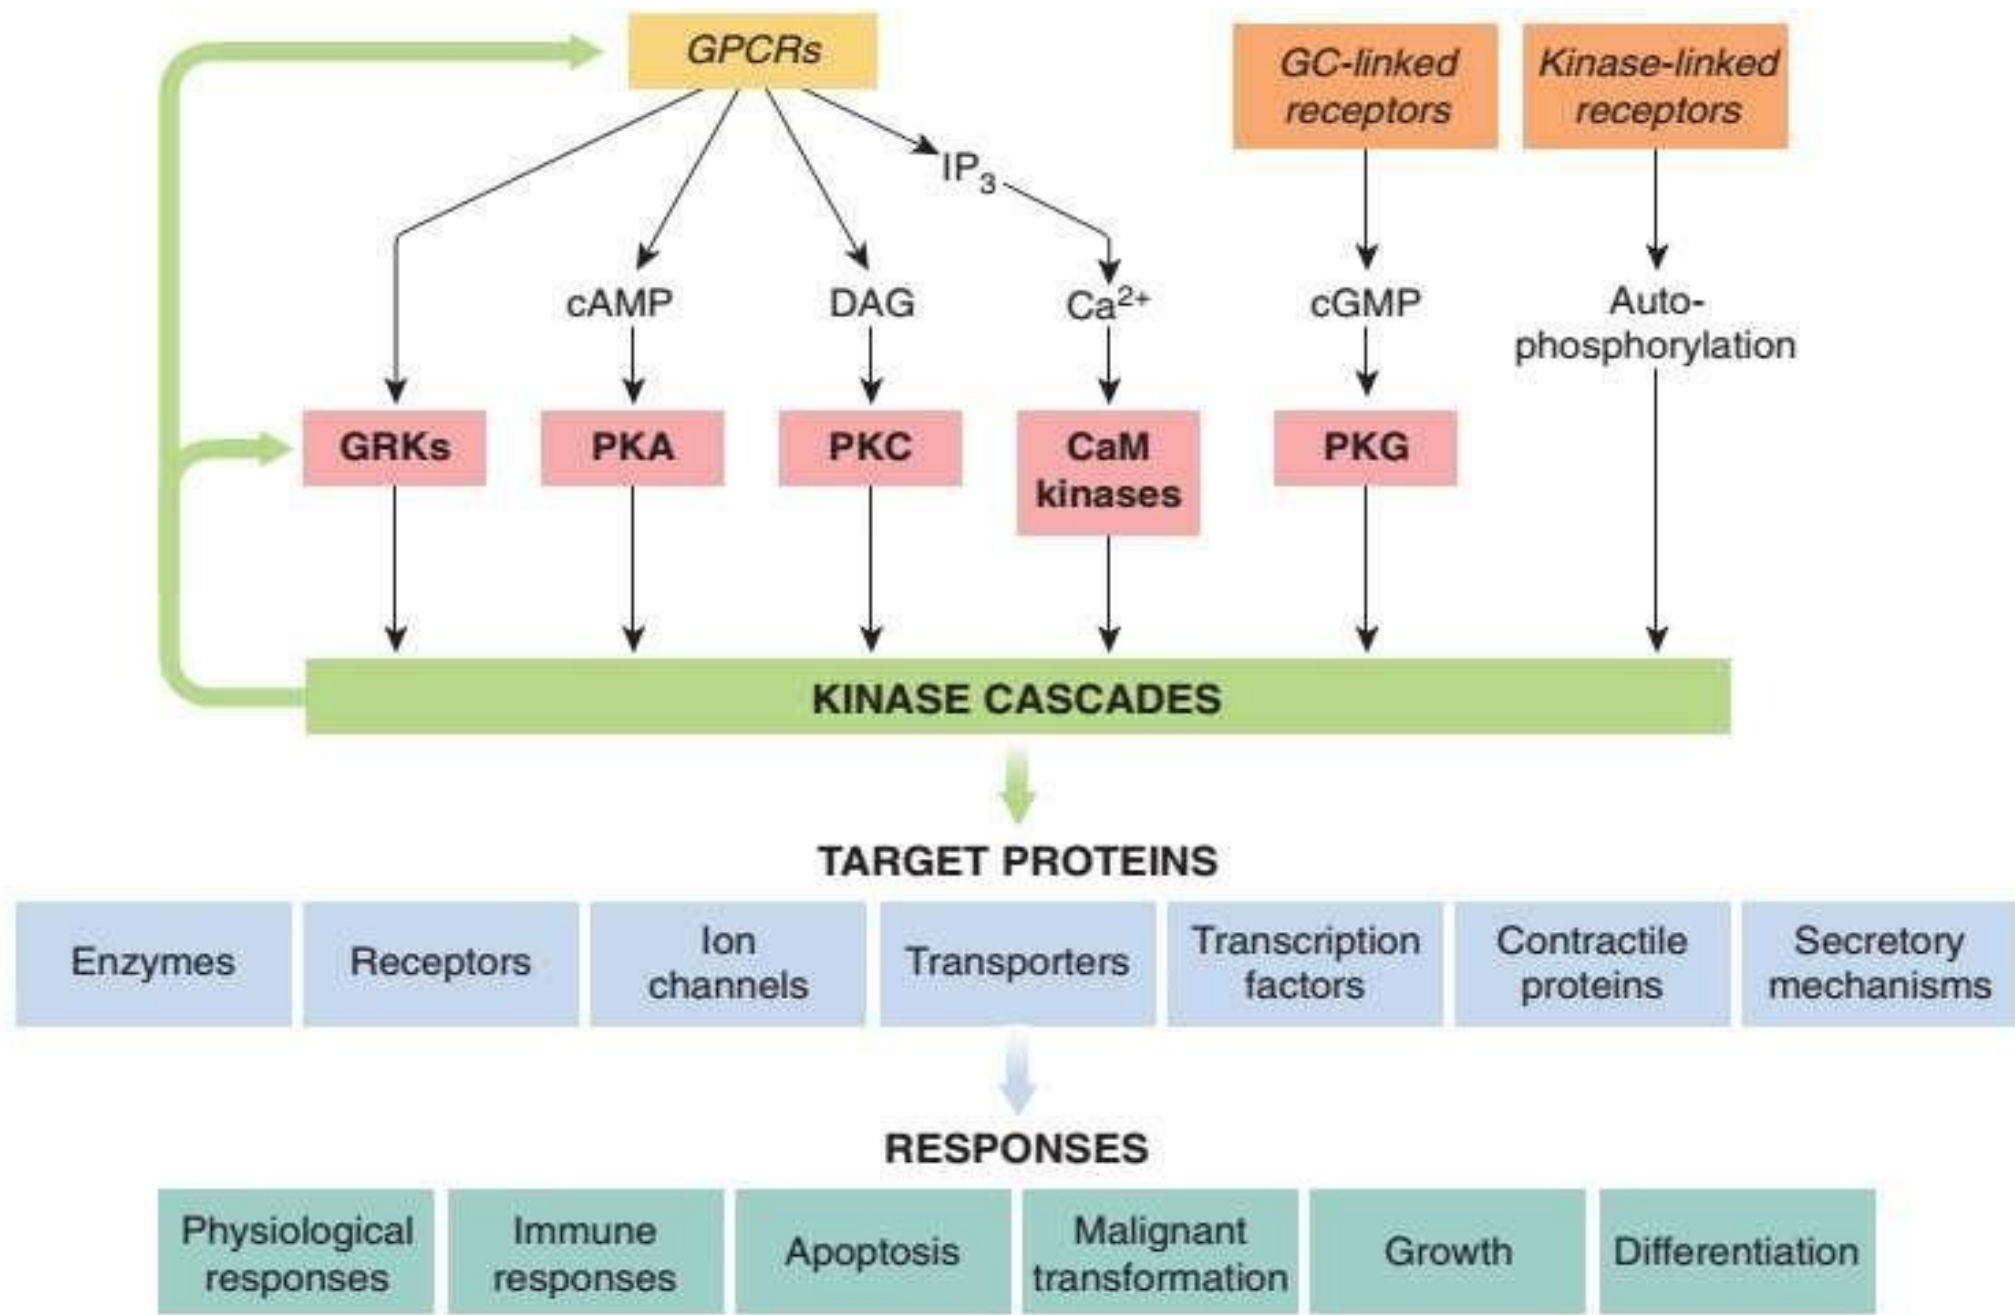 GPCRs
GC-linked
receptors
Kinase-linked
receptors
IP₃
cAMP
DAG
Ca²⁺
cGMP
Auto-
phosphorylation
GRKs
PKA
PKC
CaM
kinases
PKG
KINASE CASCADES
TARGET PROTEINS
Enzymes
Receptors
Ion
channels
Transporters
Transcription
factors
Contractile
proteins
Secretory
mechanisms
RESPONSES
Physiological
responses
Immune
responses
Apoptosis
Malignant
transformation
Growth
Differentiation